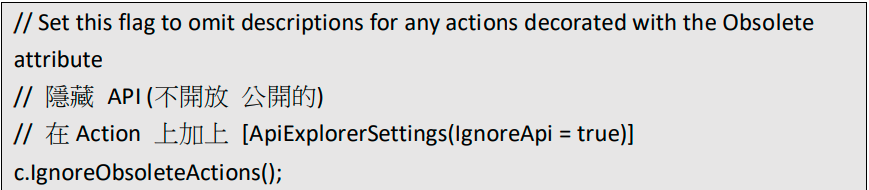 // Set this flag to omit descriptions for any actions decorated with the Obsolete
attribute
// 隱藏 API (不開放 公開的)
// 在 Action 上加上 [ApiExplorerSettings(IgnoreApi = true)]
c.IgnoreObsoleteActions();